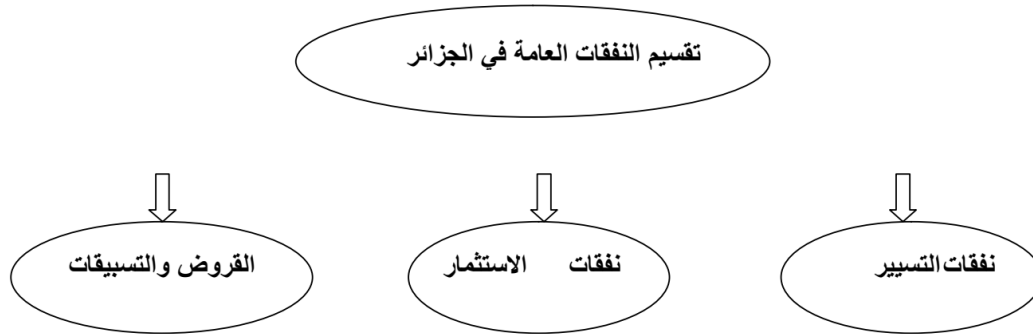 تقسيم النفقات العامة في الجزائر
نفقات التسيير
نفقات الاستثمار
القروض والتسبيقات